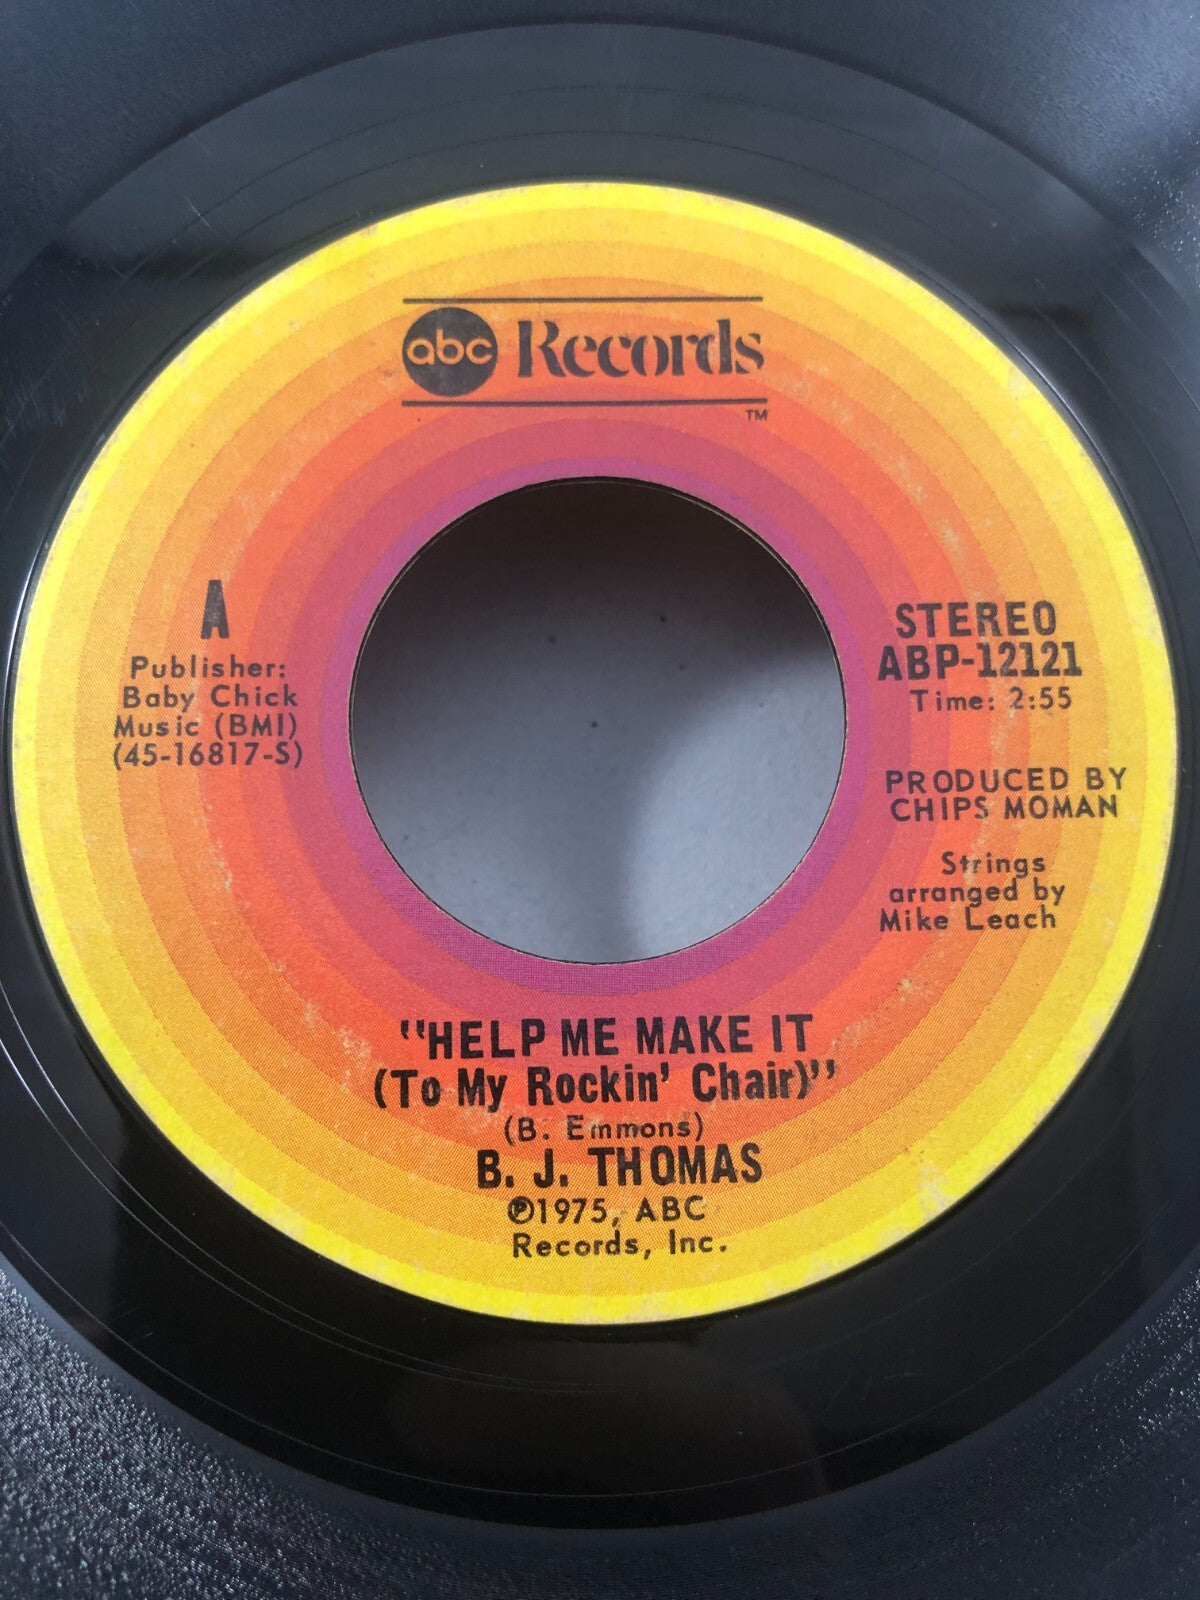 abc Records
TM
A
Publisher:
Baby Chick
Music (BMI)
(45-16817-S)
STEREO
ABP-12121
Time: 2:55
PRODUCED BY
CHIPS MOMAN
Strings
arranged by
Mike Leach
"HELP ME MAKE IT
(To My Rockin' Chair)"
(B. Emmons)
B. J. THOMAS
℗1975, ABC
Records, Inc.